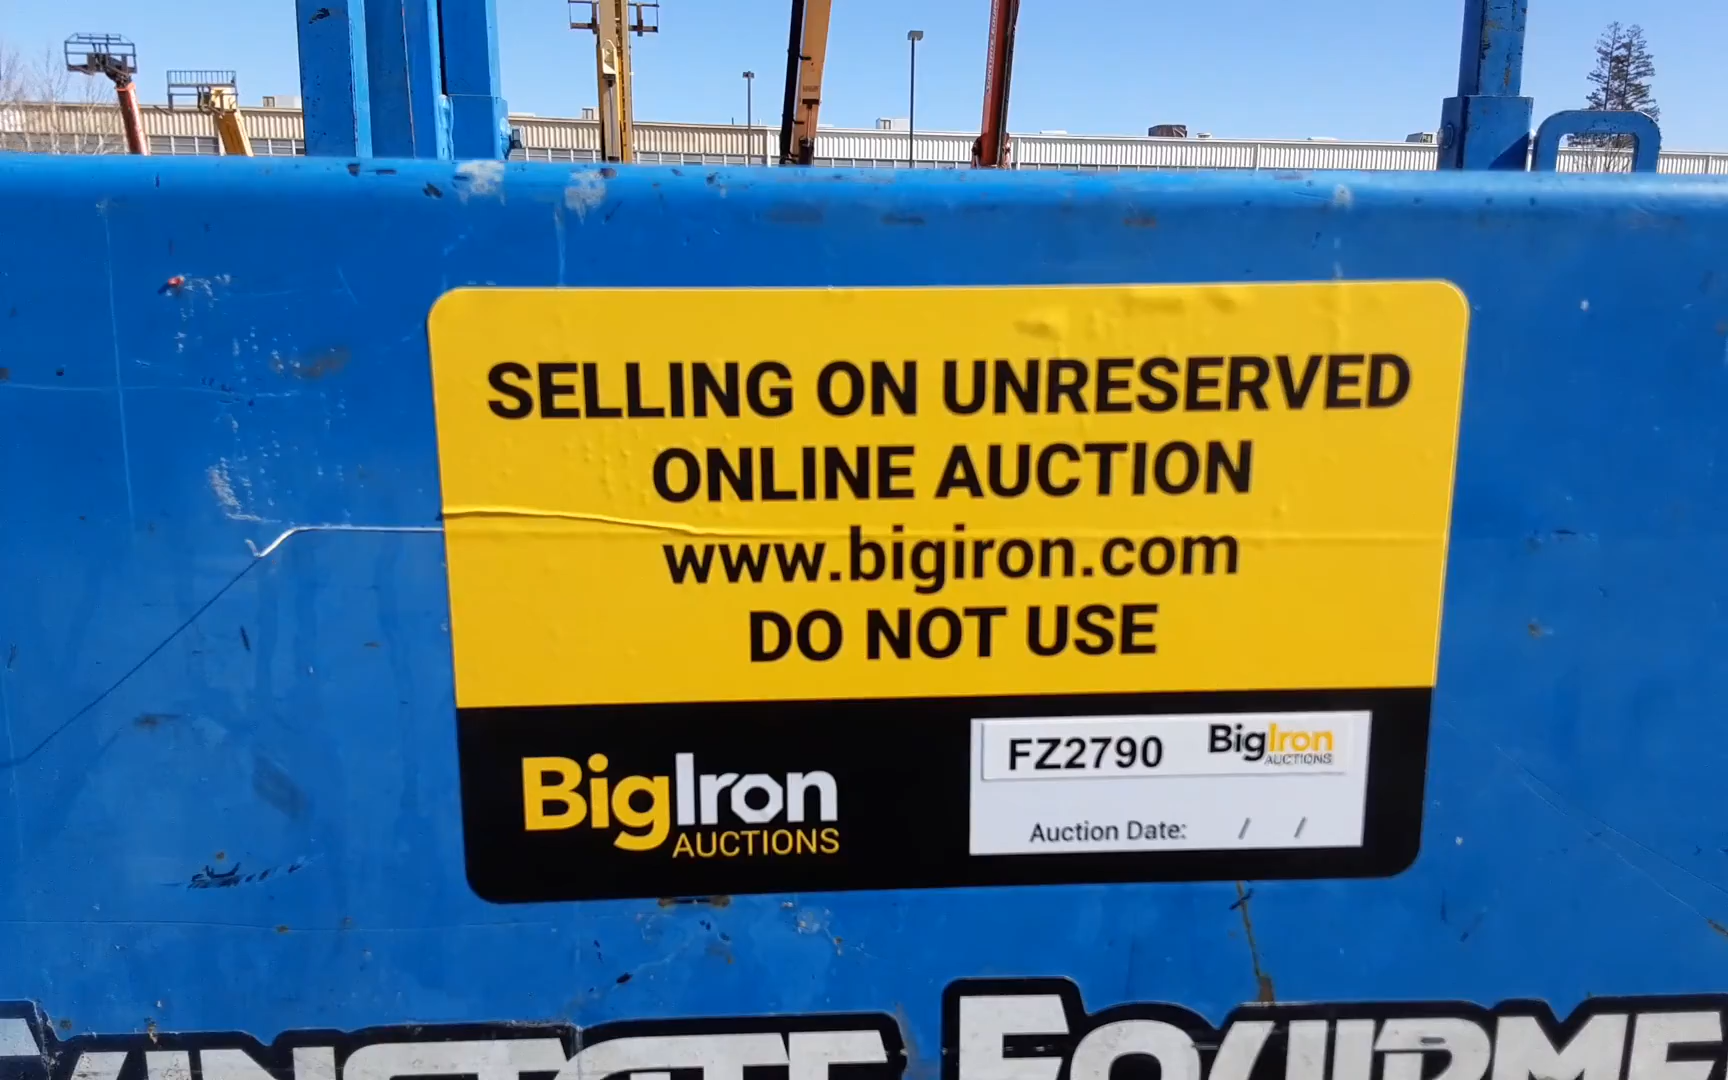 SELLING ON UNRESERVED
ONLINE AUCTION
www.bigiron.com
DO NOT USE
BigIron
AUCTIONS
FZ2790 BigIron
AUCTIONS
Auction Date: / /